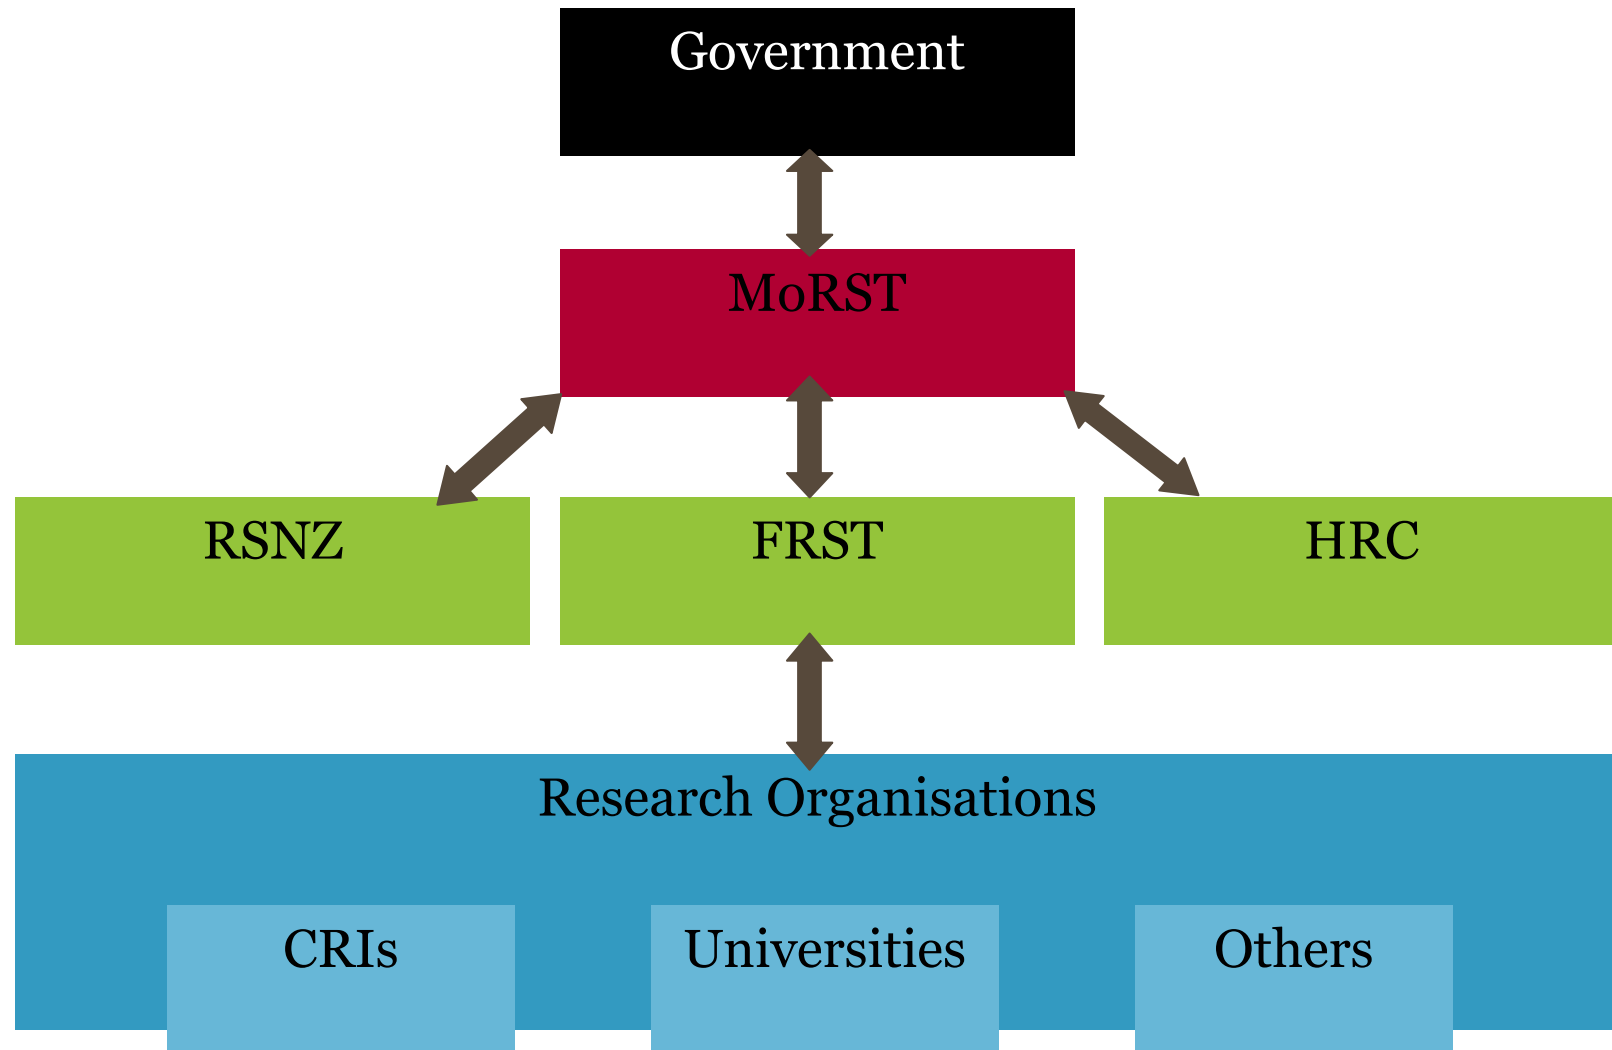 Government
MoRST
RSNZ
FRST
HRC
Research Organisations
CRIs
Universities
Others